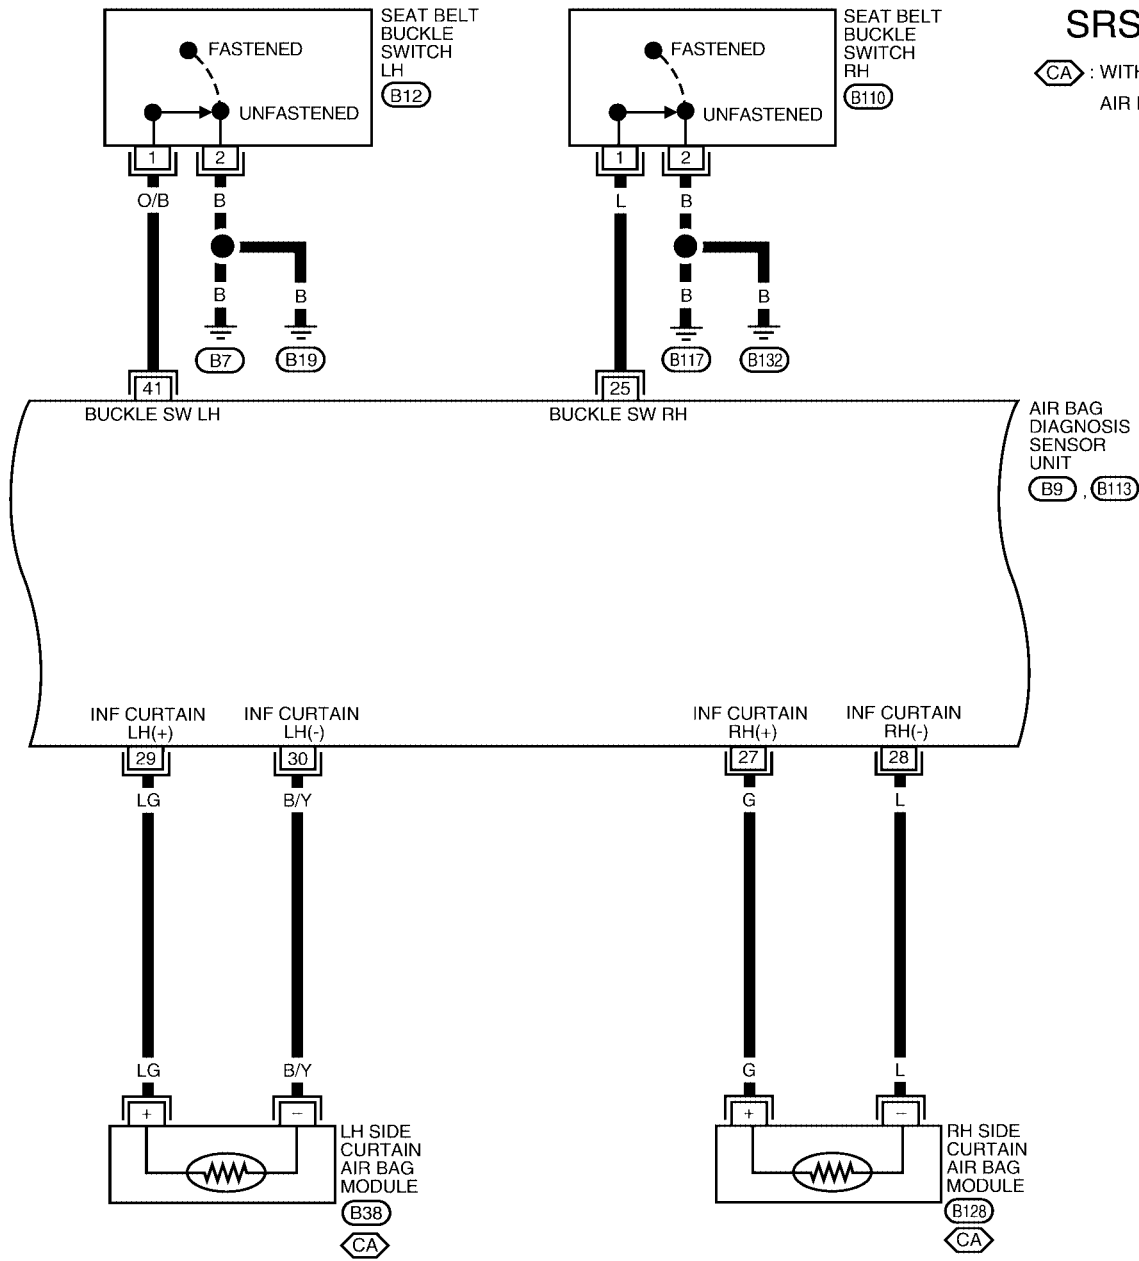 SEAT BELT
BUCKLE
SWITCH
LH
B12
FASTENED
UNFASTENED
1
2
O/B
B
B
B
B7
B19
41
BUCKLE SW LH
SEAT BELT
BUCKLE
SWITCH
RH
B110
FASTENED
UNFASTENED
1
2
L
B
B
B
B117
B132
25
BUCKLE SW RH
SRS
CA : WITH
AIR
AIR BAG
DIAGNOSIS
SENSOR
UNIT
B9 , B113
INF CURTAIN
LH(+)
INF CURTAIN
LH(-)
INF CURTAIN
RH(+)
INF CURTAIN
RH(-)
29
30
27
28
LG
B/Y
G
L
LG
B/Y
G
L
+
−
+
−
LH SIDE
CURTAIN
AIR BAG
MODULE
B38
CA
RH SIDE
CURTAIN
AIR BAG
MODULE
B128
CA